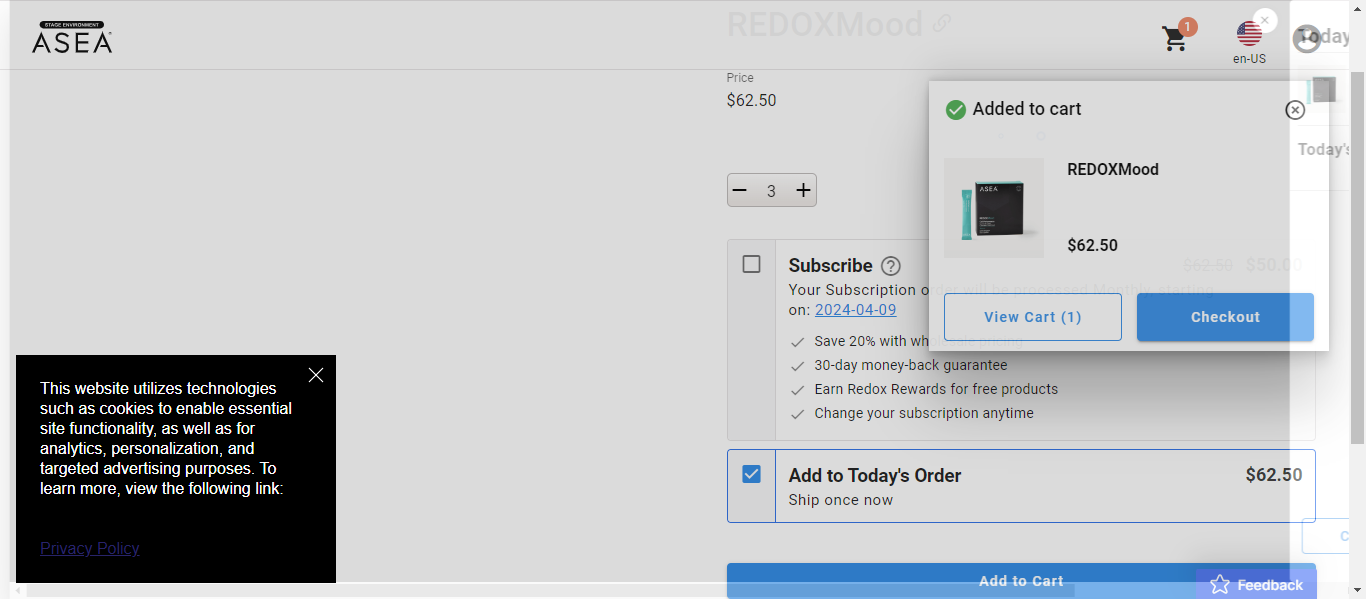 STAGE ENVIRONMENT
ASEA
REDOXMood
1
en-US
Today
Price
$62.50
Added to cart
Today's
REDOXMood
ASEA
3
$62.50
Subscribe
$62.50 $50.00
Your Subscription order will be processed Monthly, starting
on: 2024-04-09
View Cart (1)
Checkout
Save 20% with wholesale pricing
30-day money-back guarantee
Earn Redox Rewards for free products
Change your subscription anytime
This website utilizes technologies
such as cookies to enable essential
site functionality, as well as for
analytics, personalization, and
targeted advertising purposes. To
learn more, view the following link:
Privacy Policy
Add to Today's Order
$62.50
Ship once now
C
Add to Cart
Feedback